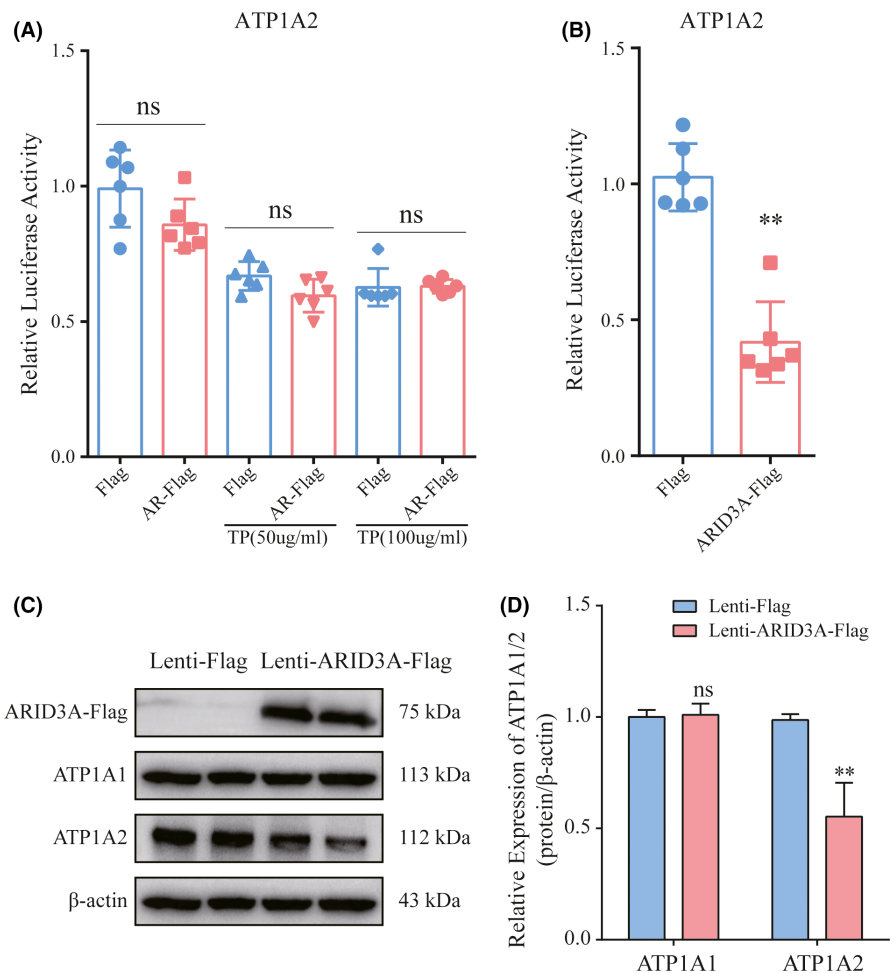 (A)
ATP1A2
Relative Luciferase Activity
1.5
1.0
0.5
0.0
ns
ns
ns
Flag
AR-Flag
Flag
AR-Flag
Flag
AR-Flag
TP(50ug/ml)
TP(100ug/ml)
(B)
ATP1A2
Relative Luciferase Activity
1.5
1.0
0.5
0.0
**
Flag
ARID3A-Flag
(C)
Lenti-Flag Lenti-ARID3A-Flag
ARID3A-Flag 75 kDa
ATP1A1 113 kDa
ATP1A2 112 kDa
β-actin 43 kDa
(D)
Relative Expression of ATP1A1/2
(protein/β-actin)
1.5
1.0
0.5
0.0
Lenti-Flag
Lenti-ARID3A-Flag
ns
**
ATP1A1
ATP1A2